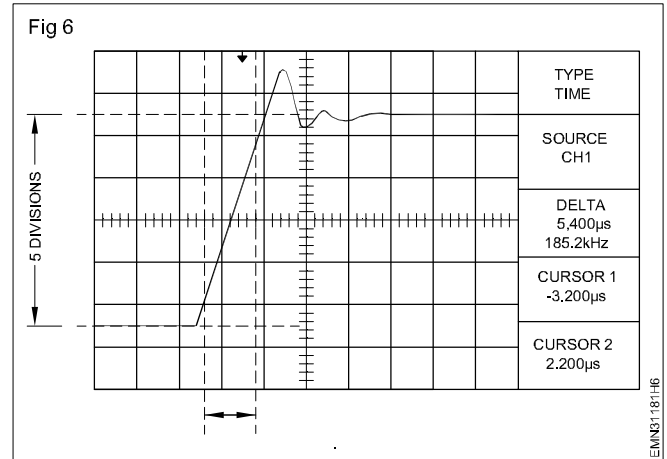 Fig 6
TYPE
TIME
SOURCE
CH1
DELTA
5,400µs
185.2kHz
CURSOR 1
-3.200µs
CURSOR 2
2.200µs
5 DIVISIONS
EMN31181H6